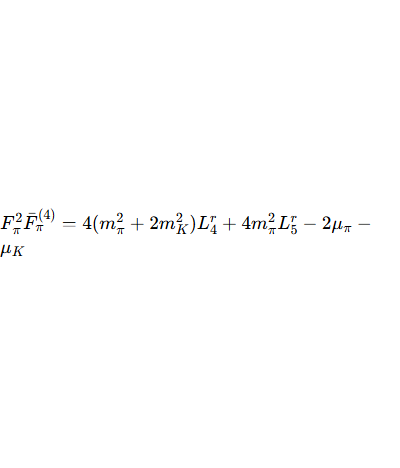 $F_\pi^2 \bar{F}_\pi^{(4)} = 4(m_\pi^2 + 2m_K^2)L_4^r + 4m_\pi^2 L_5^r - 2\mu_\pi -$
$\mu_K$